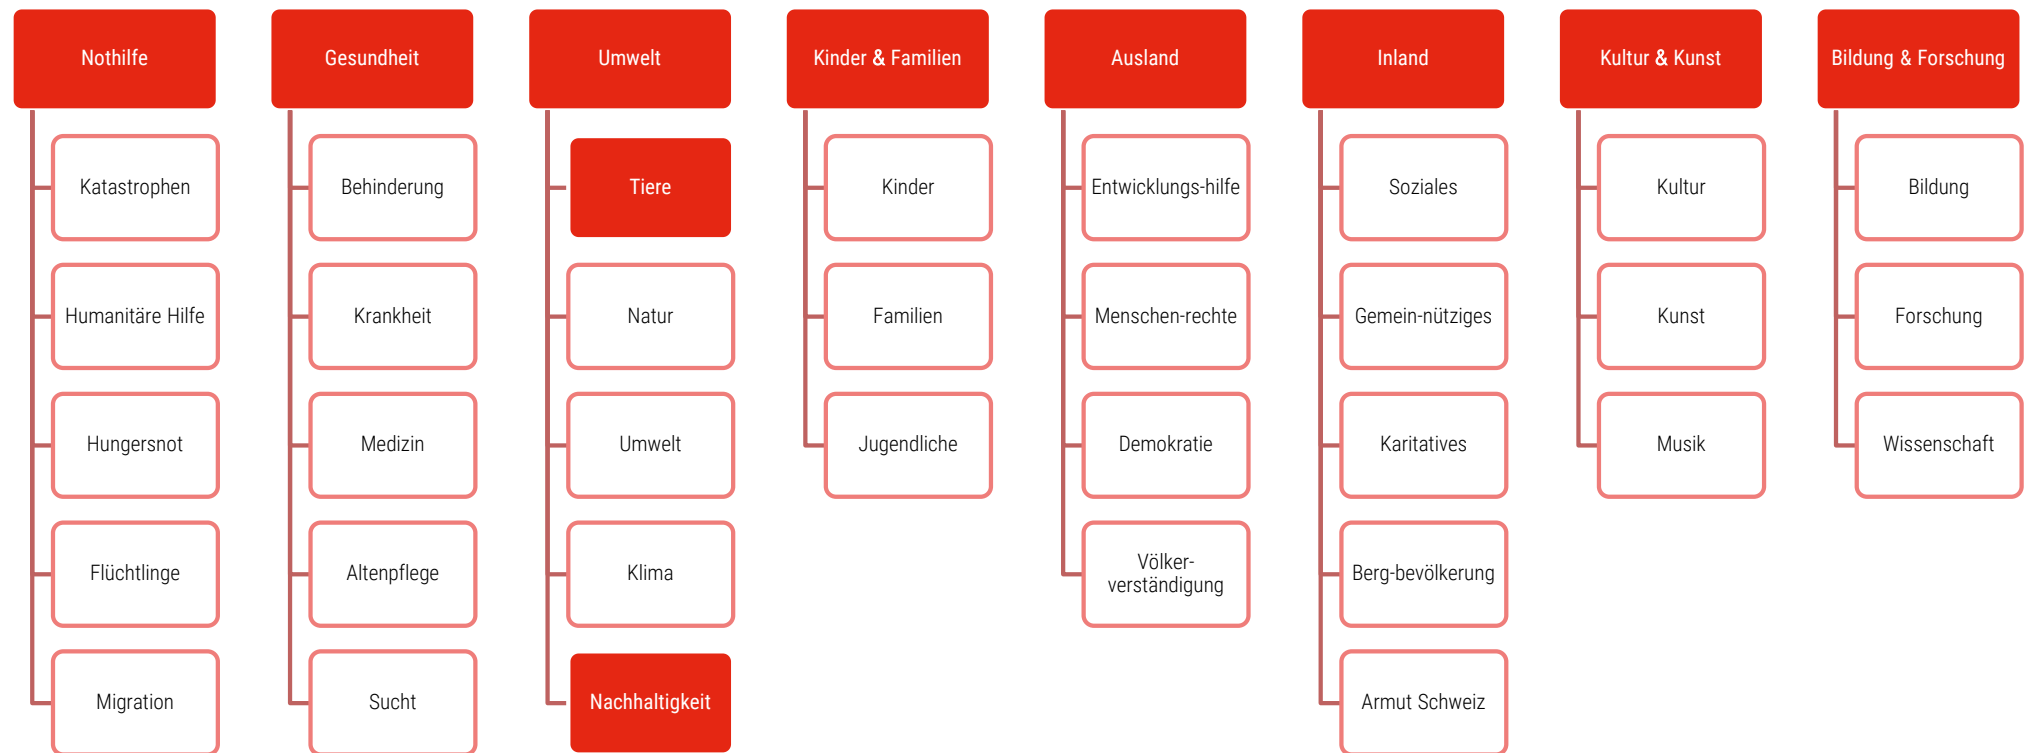 Nothilfe
Katastrophen
Humanitäre Hilfe
Hungersnot
Flüchtlinge
Migration
Gesundheit
Behinderung
Krankheit
Medizin
Altenpflege
Sucht
Umwelt
Tiere
Natur
Umwelt
Klima
Nachhaltigkeit
Kinder & Familien
Kinder
Familien
Jugendliche
Ausland
Entwicklungs-hilfe
Menschen-rechte
Demokratie
Völker-
verständigung
Inland
Soziales
Gemein-nütziges
Karitatives
Berg-bevölkerung
Armut Schweiz
Kultur & Kunst
Kultur
Kunst
Musik
Bildung & Forschung
Bildung
Forschung
Wissenschaft